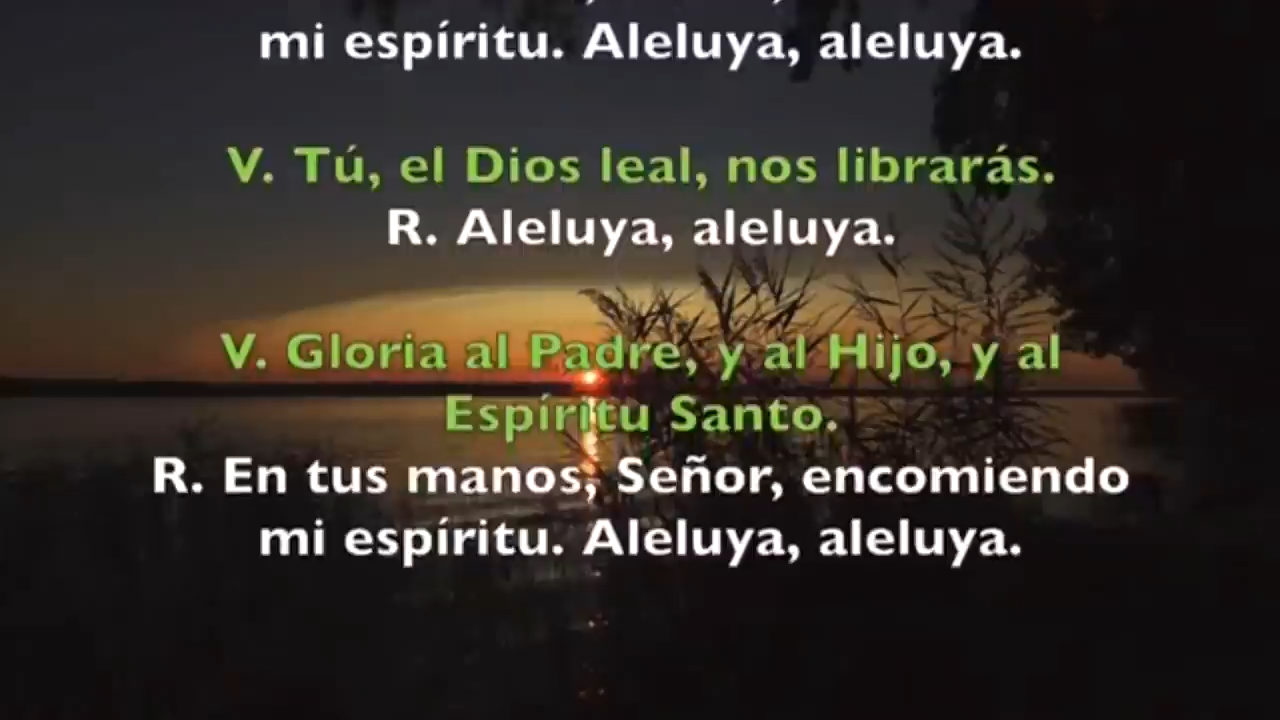 mi espíritu. Aleluya, aleluya.
V. Tú, el Dios leal, nos librarás.
R. Aleluya, aleluya.
V. Gloria al Padre, y al Hijo, y al
Espíritu Santo.
R. En tus manos, Señor, encomiendo
mi espíritu. Aleluya, aleluya.